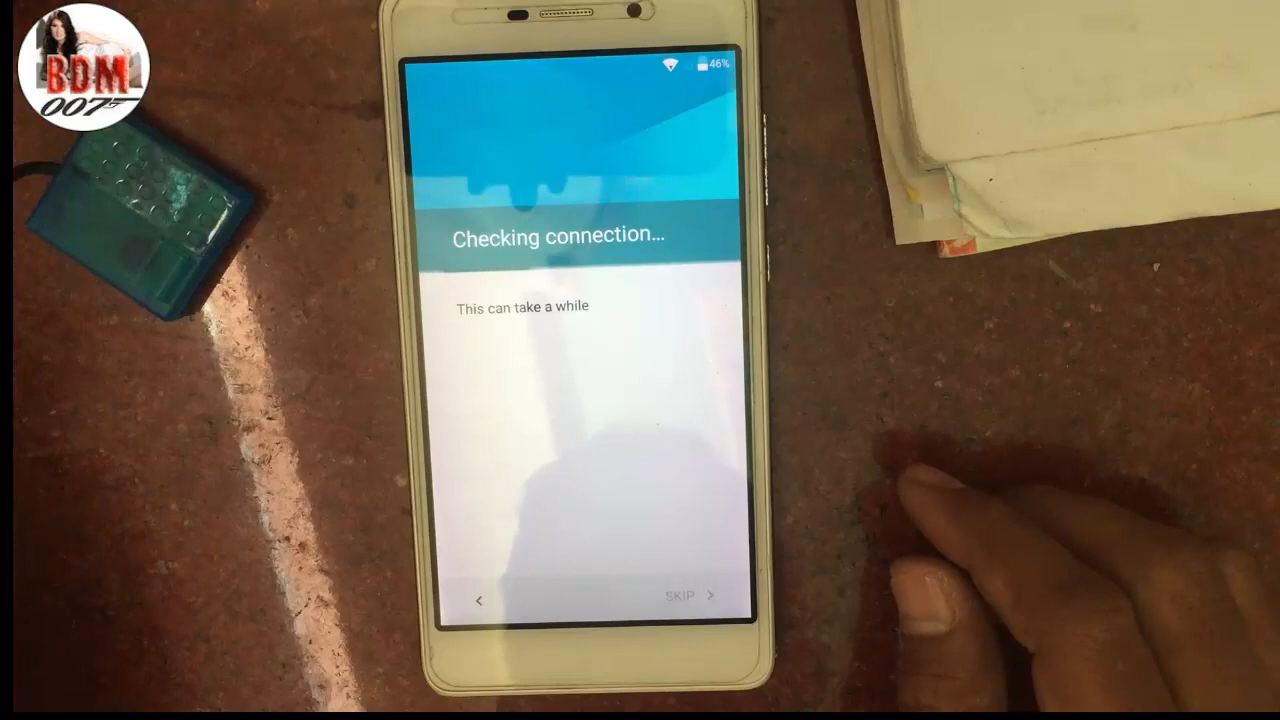 BDM
007
46%
Checking connection...
This can take a while
SKIP